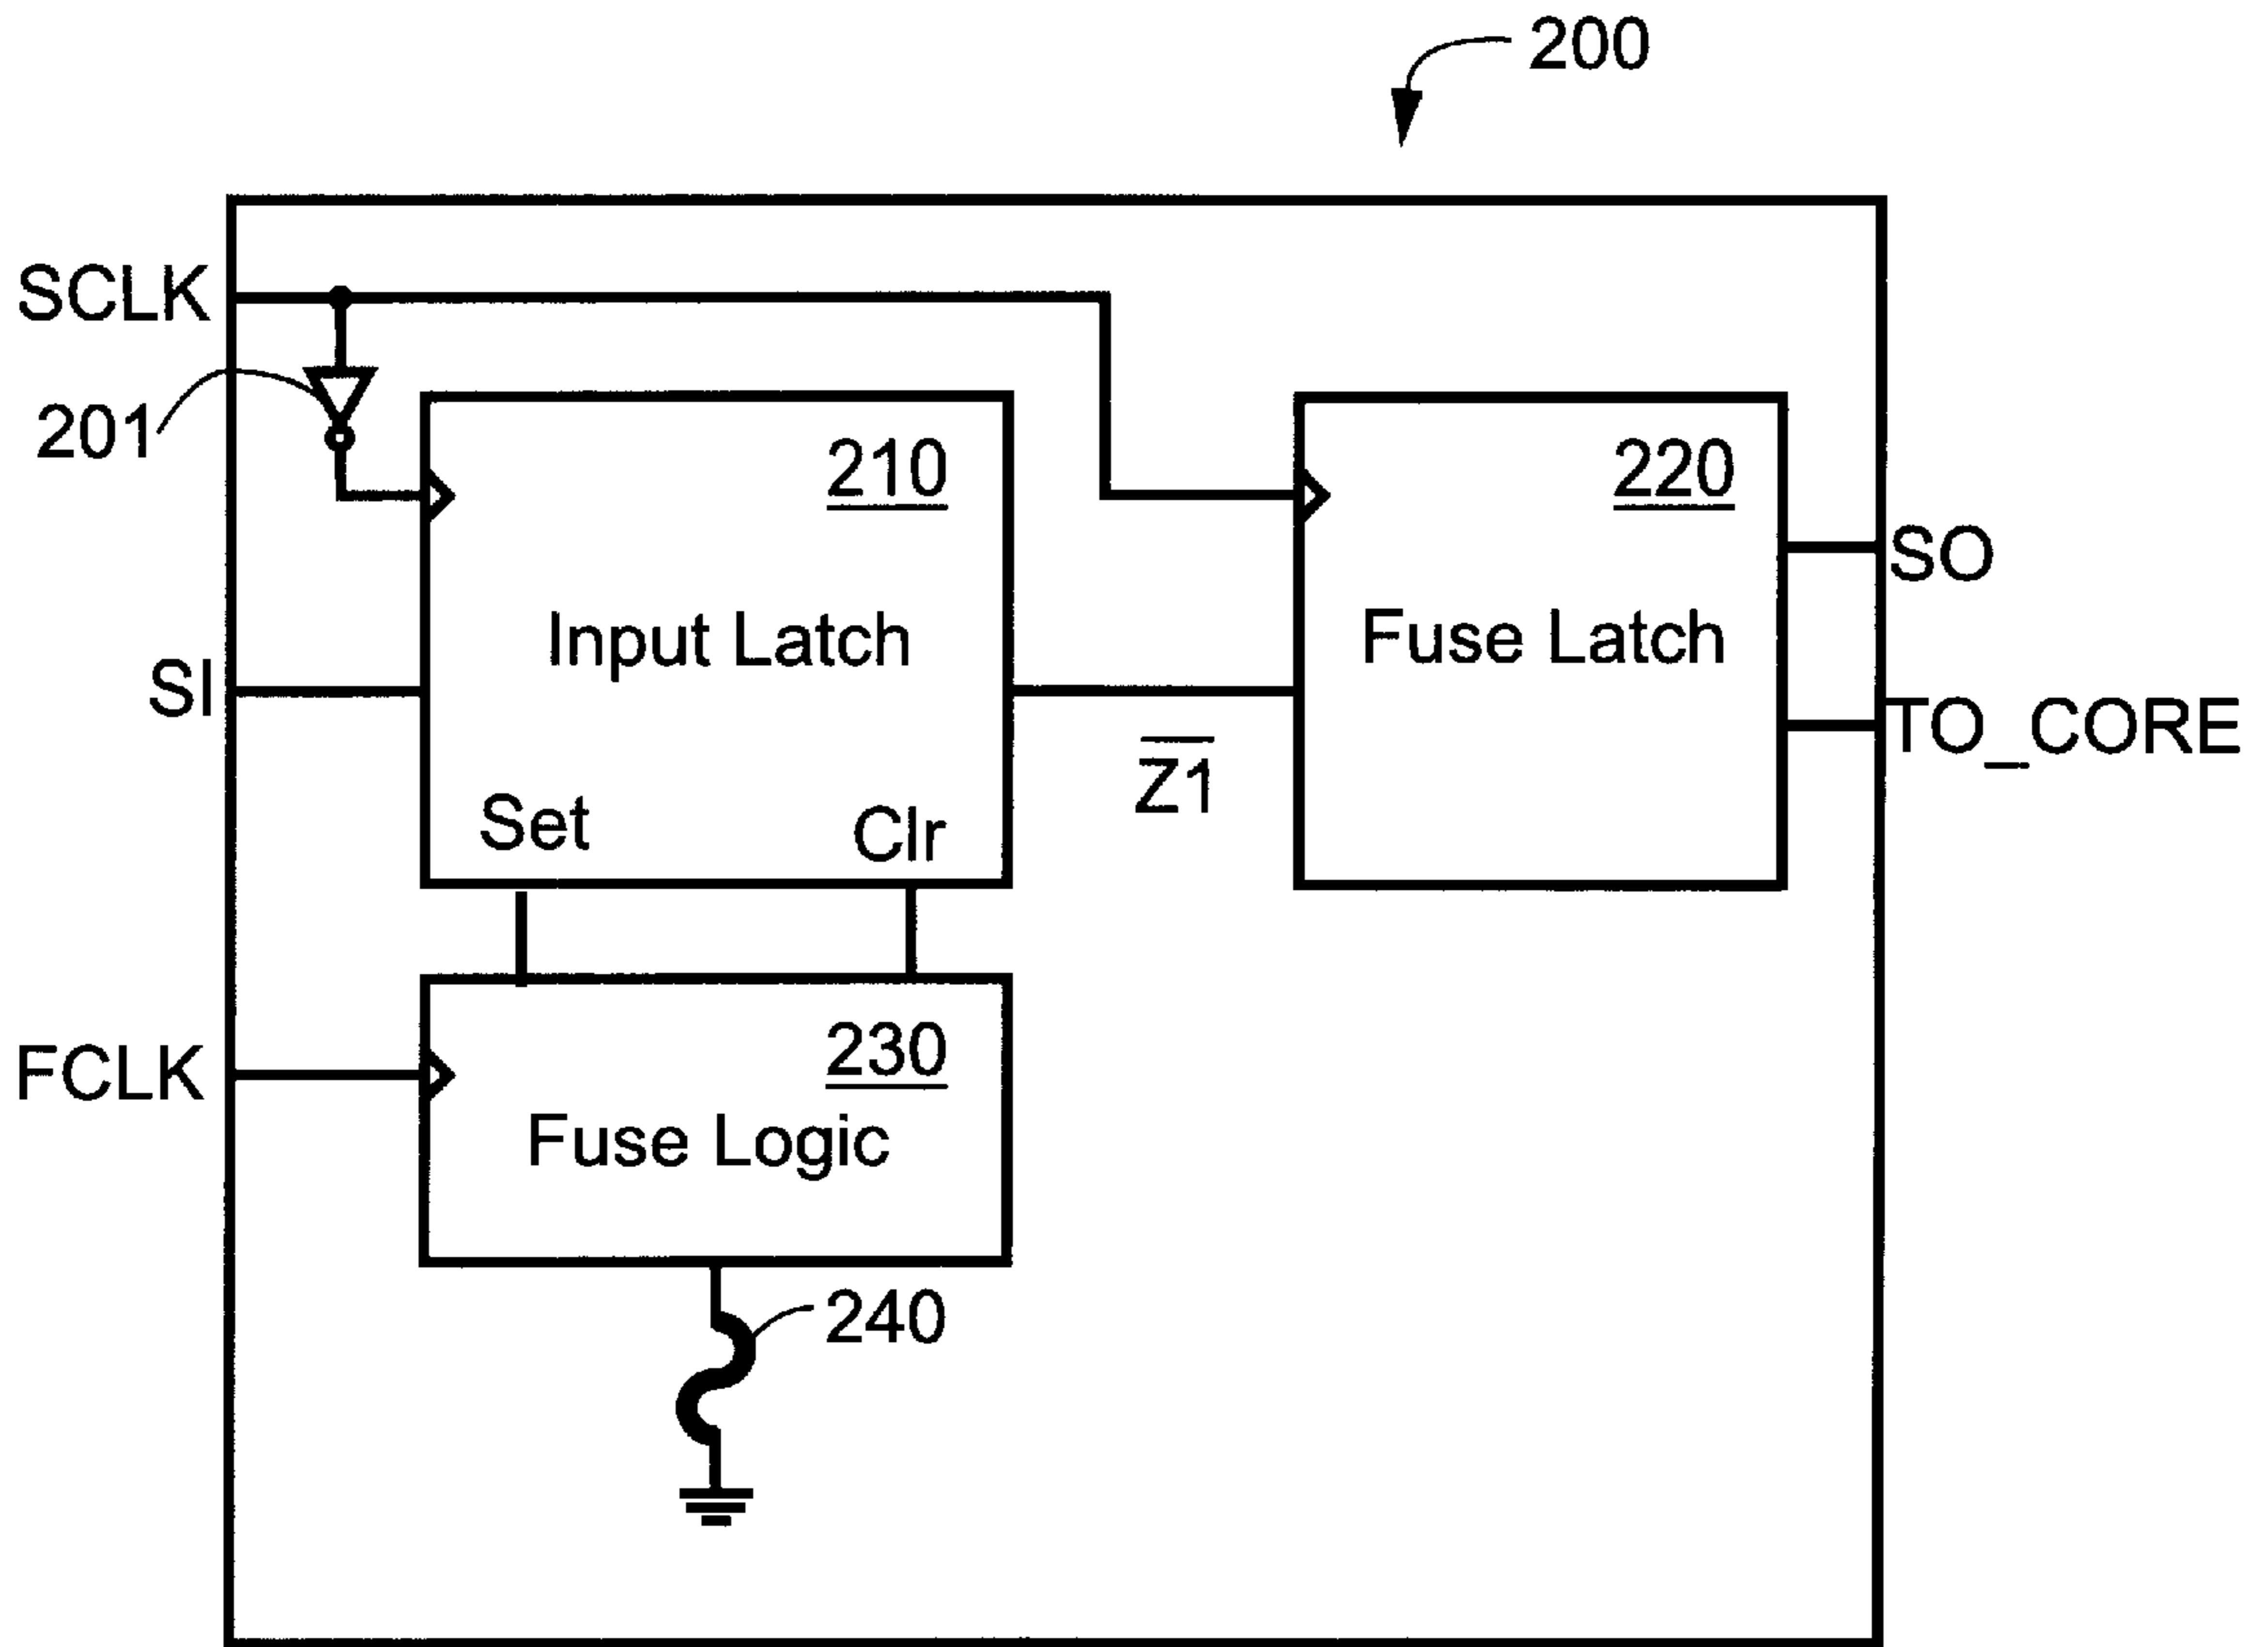 200
SCLK
201
210
220
SO
Input Latch
Fuse Latch
SI
TO_CORE
Z1
Set
Clr
230
FCLK
Fuse Logic
240